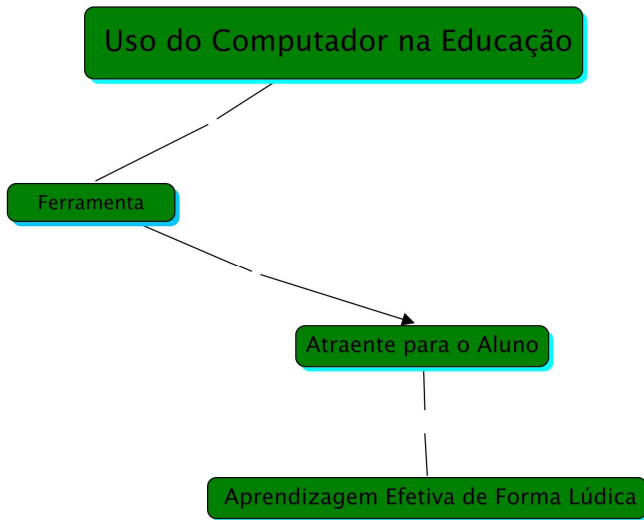 Uso do Computador na Educação
Ferramenta
Atraente para o Aluno
Aprendizagem Efetiva de Forma Lúdica